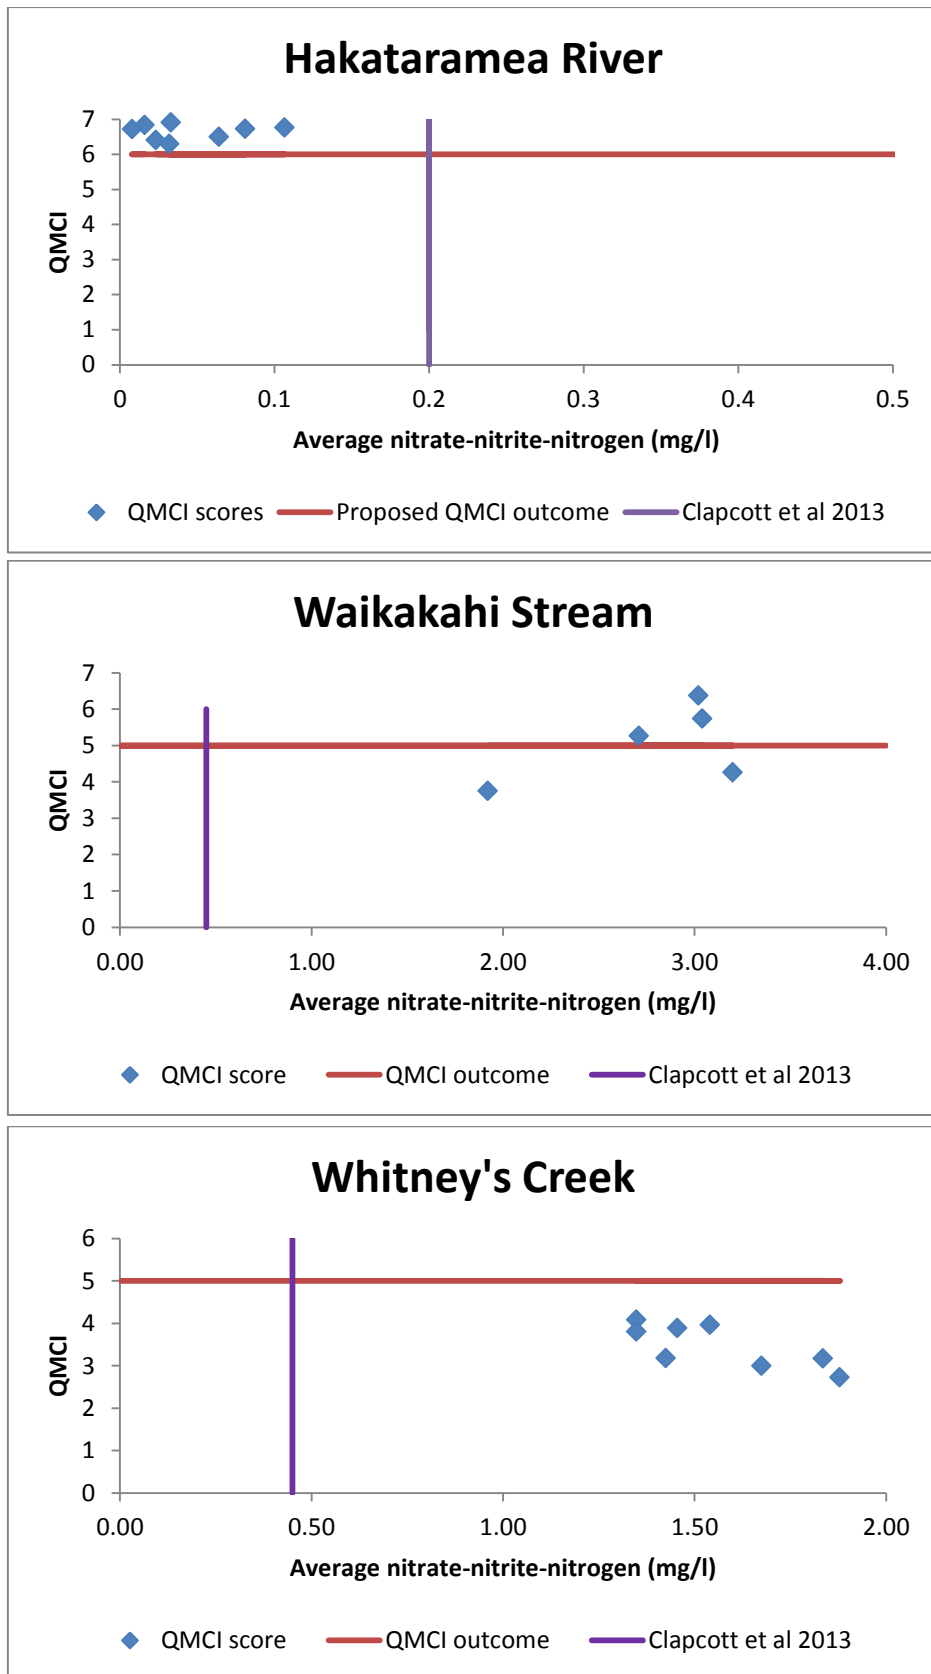 Hakataramea River
7
6
5
4
3
2
1
0
QMCI
0 0.1 0.2 0.3 0.4 0.5
Average nitrate-nitrite-nitrogen (mg/l)
QMCI scores Proposed QMCI outcome Clapcott et al 2013
Waikakahi Stream
7
6
5
4
3
2
1
0
QMCI
0.00 1.00 2.00 3.00 4.00
Average nitrate-nitrite-nitrogen (mg/l)
QMCI score QMCI outcome Clapcott et al 2013
Whitney's Creek
6
5
4
3
2
1
0
QMCI
0.00 0.50 1.00 1.50 2.00
Average nitrate-nitrite-nitrogen (mg/l)
QMCI score QMCI outcome Clapcott et al 2013